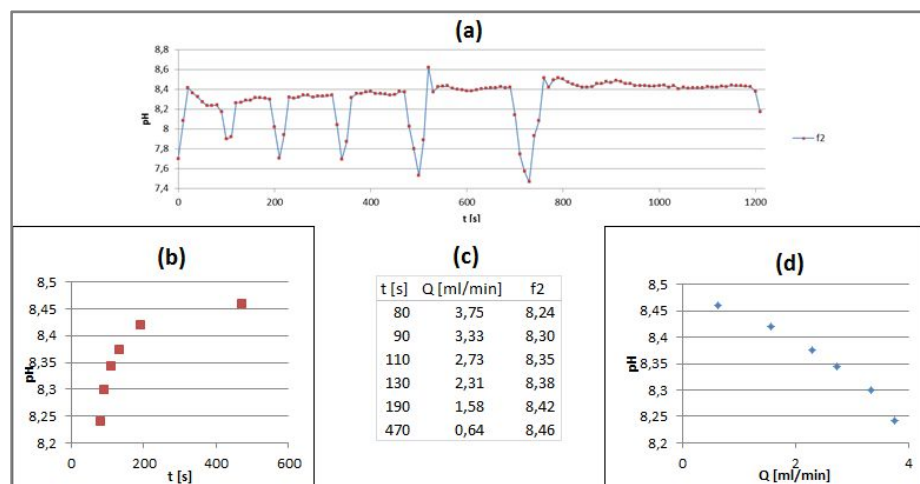 (a)
8,8
8,6
8,4
8,2
8
7,8
7,6
7,4
pH
0 200 400 600 800 1000 1200
t [s]
f2
(b)
8,5
8,45
8,4
8,35
8,3
8,25
8,2
pH
0 200 400 600
t [s]
(c)
t [s] Q [ml/min] f2
80 3,75 8,24
90 3,33 8,30
110 2,73 8,35
130 2,31 8,38
190 1,58 8,42
470 0,64 8,46
(d)
8,5
8,45
8,4
8,35
8,3
8,25
8,2
pH
0 2 4
Q [ml/min]